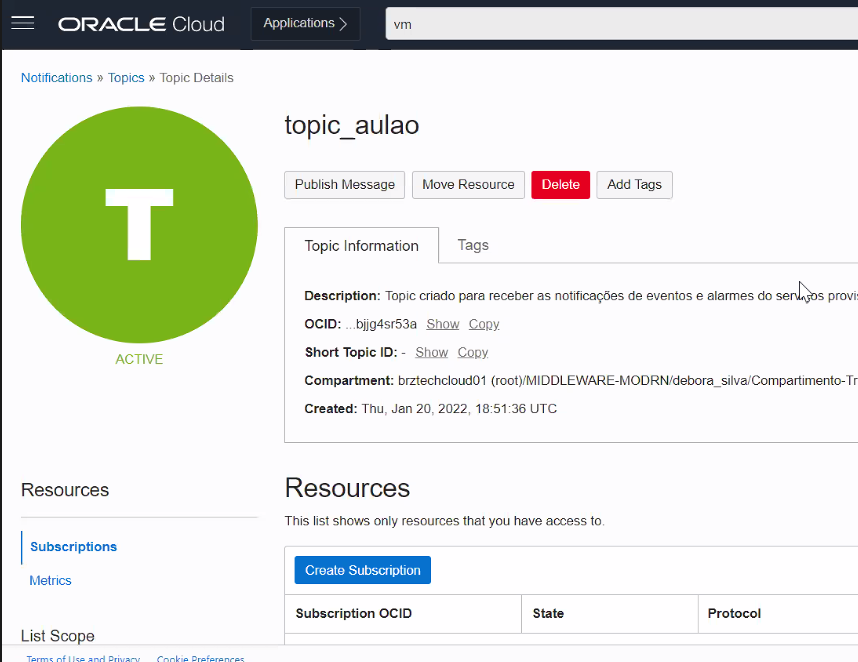 ORACLE Cloud
Applications
vm
Notifications » Topics » Topic Details
T
ACTIVE
topic_aulao
Publish Message
Move Resource
Delete
Add Tags
Topic Information
Tags
Description: Topic criado para receber as notificações de eventos e alarmes do
OCID: ...bjjg4sr53a Show Copy
Short Topic ID: - Show Copy
Compartment: brztechcloud01 (root)/MIDDLEWARE-MODRN/debora_silva/Compartimento-Tr
Created: Thu, Jan 20, 2022, 18:51:36 UTC
Resources
Subscriptions
Metrics
List Scope
Resources
This list shows only resources that you have access to.
Create Subscription
Subscription OCID
State
Protocol
Terms of Use and Privacy
Cookie Preferences